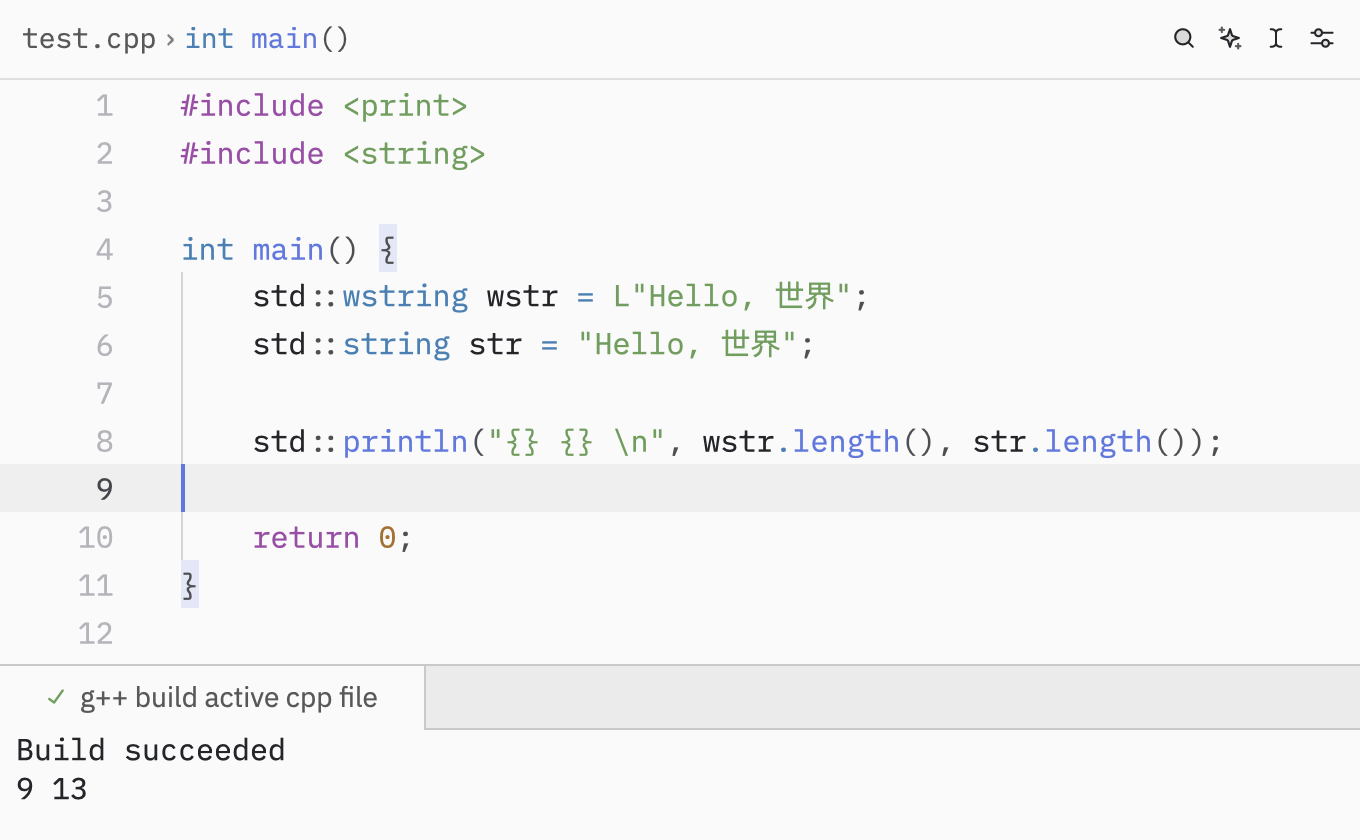 test.cpp › int main()
1 #include <print>
2 #include <string>
3
4 int main() {
5     std::wstring wstr = L"Hello, 世界";
6     std::string str = "Hello, 世界";
7
8     std::println("{} {} \n", wstr.length(), str.length());
9
10     return 0;
11 }
12
g++ build active cpp file
Build succeeded
9 13